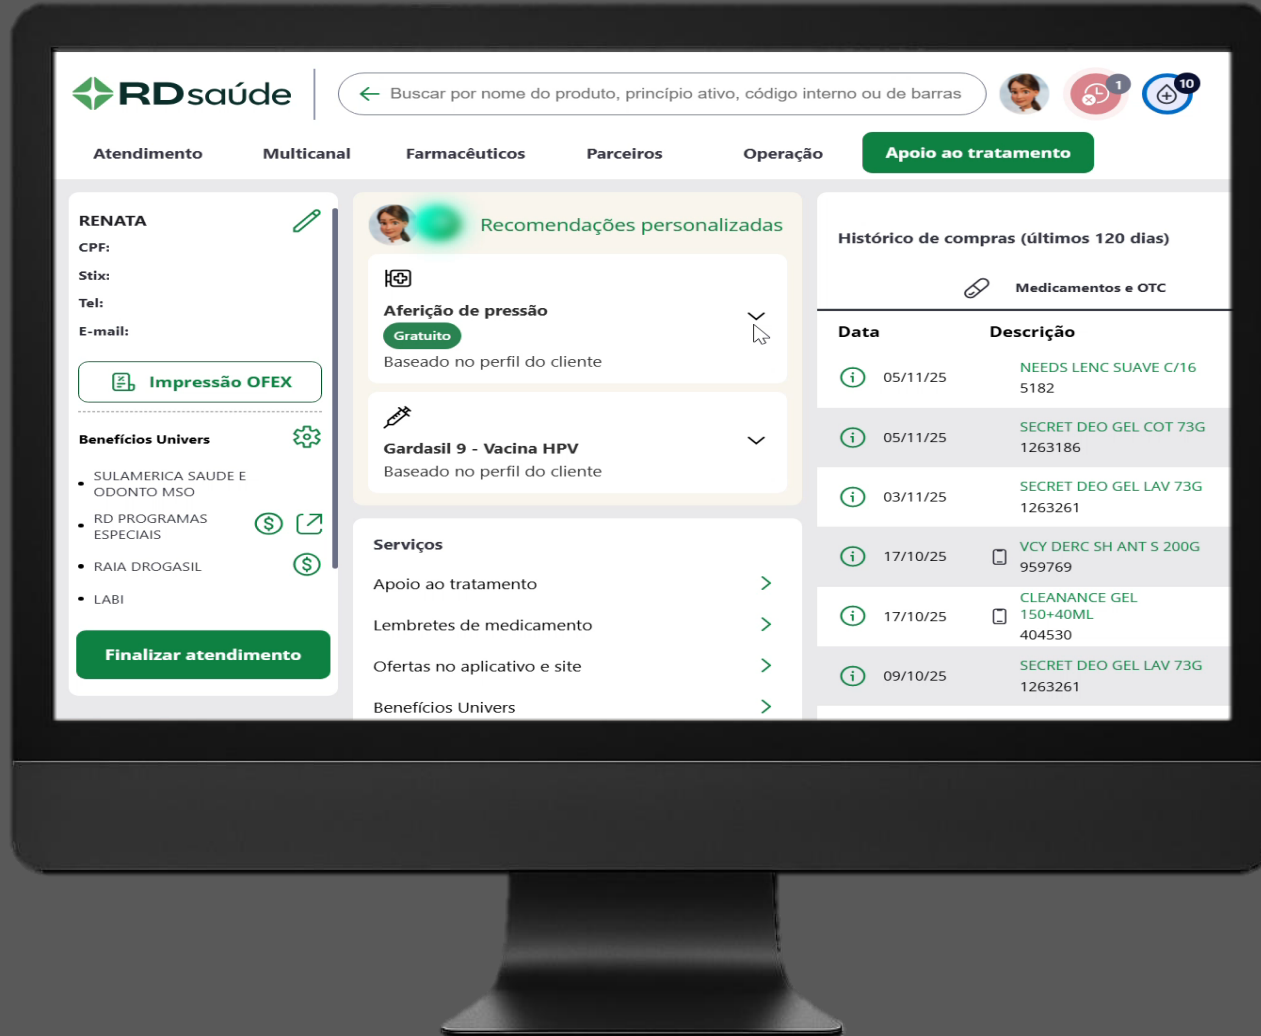 RDsaúde
Buscar por nome do produto, princípio ativo, código interno ou de barras
1
10
Atendimento
Multicanal
Farmacêuticos
Parceiros
Operação
Apoio ao tratamento
RENATA
CPF:
Stix:
Tel:
E-mail:
Impressão OFEX
Benefícios Univers
SULAMERICA SAUDE E
ODONTO MSO
RD PROGRAMAS
ESPECIAIS
RAIA DROGASIL
LABI
Finalizar atendimento
Recomendações personalizadas
Aferição de pressão
Gratuito
Baseado no perfil do cliente
Gardasil 9 - Vacina HPV
Baseado no perfil do cliente
Serviços
Apoio ao tratamento
Lembretes de medicamento
Ofertas no aplicativo e site
Benefícios Univers
Histórico de compras (últimos 120 dias)
Medicamentos e OTC
Data Descrição
05/11/25 NEEDS LENC SUAVE C/16
5182
05/11/25 SECRET DEO GEL COT 73G
1263186
03/11/25 SECRET DEO GEL LAV 73G
1263261
17/10/25 VCY DERC SH ANT S 200G
959769
17/10/25 CLEANANCE GEL
150+40ML
404530
09/10/25 SECRET DEO GEL LAV 73G
1263261